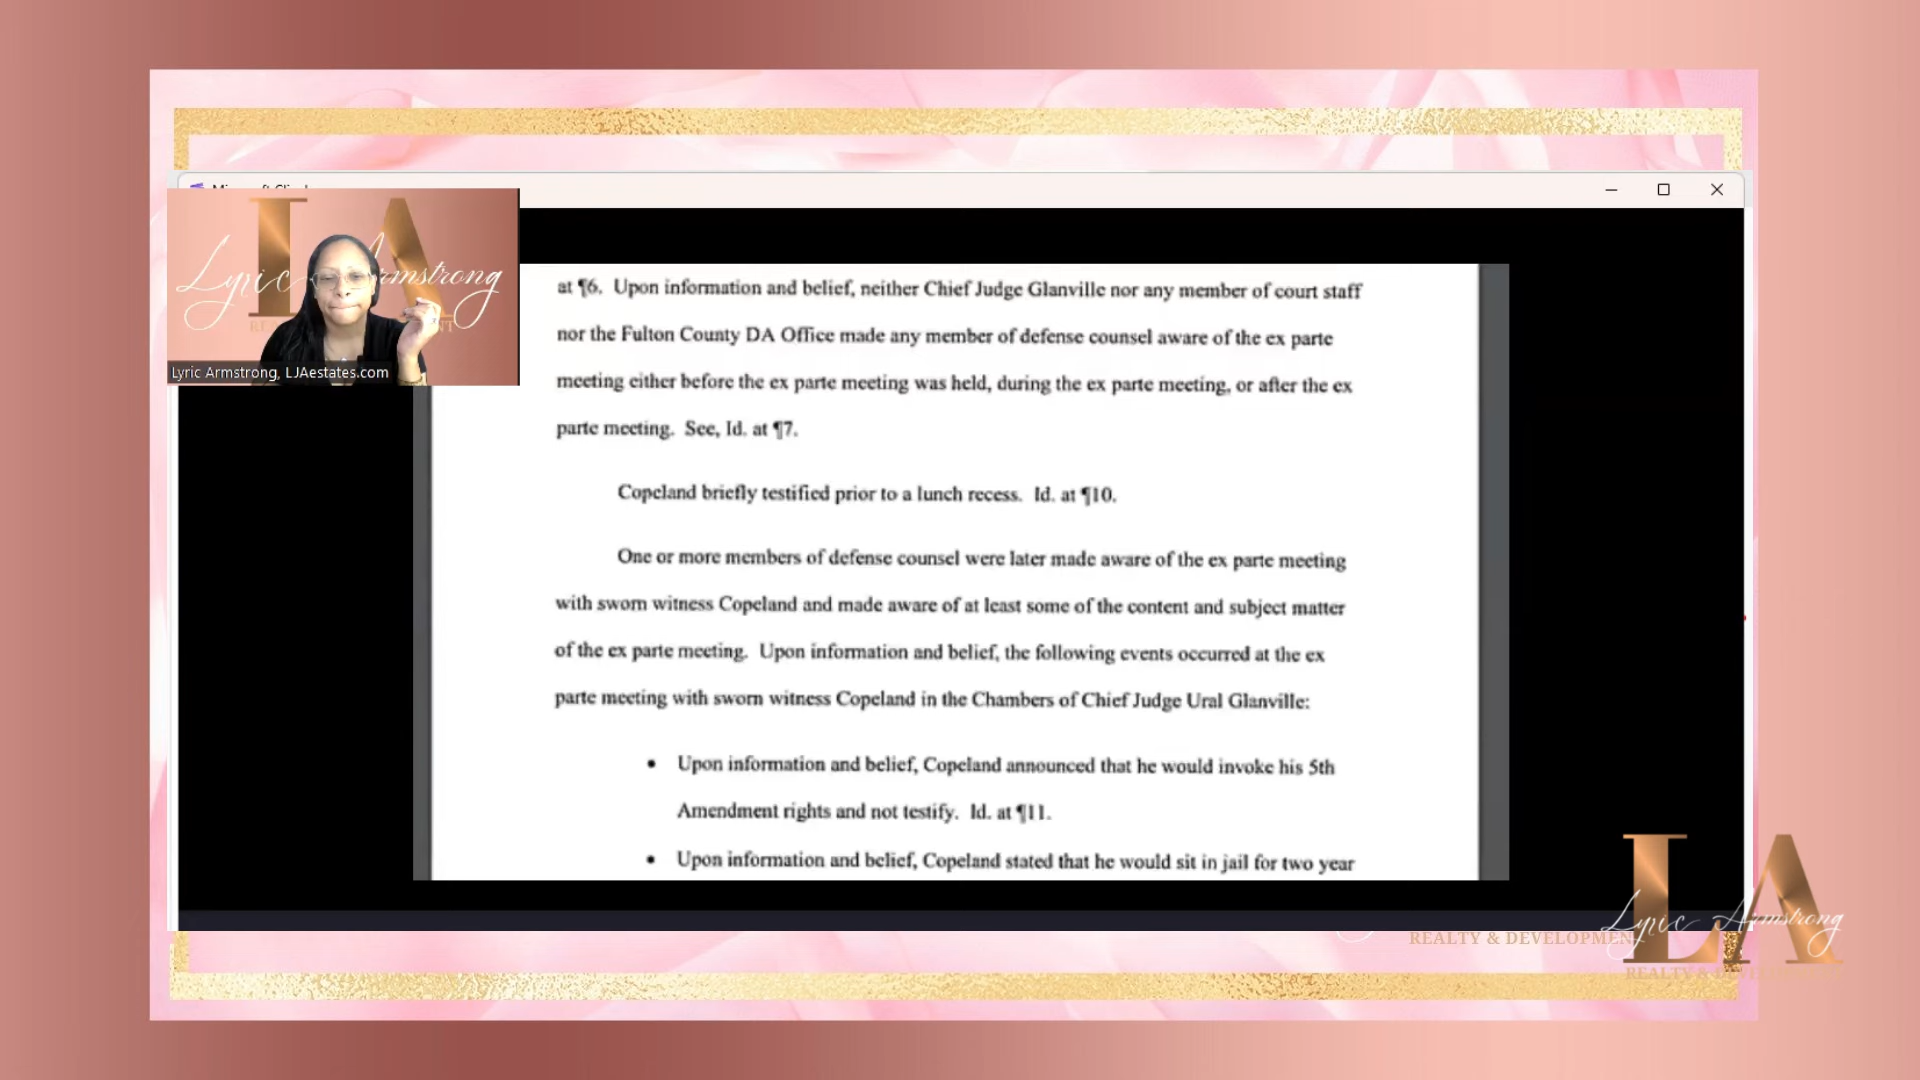 LA
Lyric Armstrong
Lyric Armstrong, LJAestates.com
at ¶6. Upon information and belief, neither Chief Judge Glanville nor any member of court staff
nor the Fulton County DA Office made any member of defense counsel aware of the ex parte
meeting either before the ex parte meeting was held, during the ex parte meeting, or after the ex
parte meeting. See, Id. at ¶7.
Copeland briefly testified prior to a lunch recess. Id. at ¶10.
One or more members of defense counsel were later made aware of the ex parte meeting
with sworn witness Copeland and made aware of at least some of the content and subject matter
of the ex parte meeting. Upon information and belief, the following events occurred at the ex
parte meeting with sworn witness Copeland in the Chambers of Chief Judge Ural Glanville:
• Upon information and belief, Copeland announced that he would invoke his 5th
Amendment rights and not testify. Id. at ¶11.
• Upon information and belief, Copeland stated that he would sit in jail for two year
LA
Lyric Armstrong
REALTY & DEVELOPMEN
REALTY &